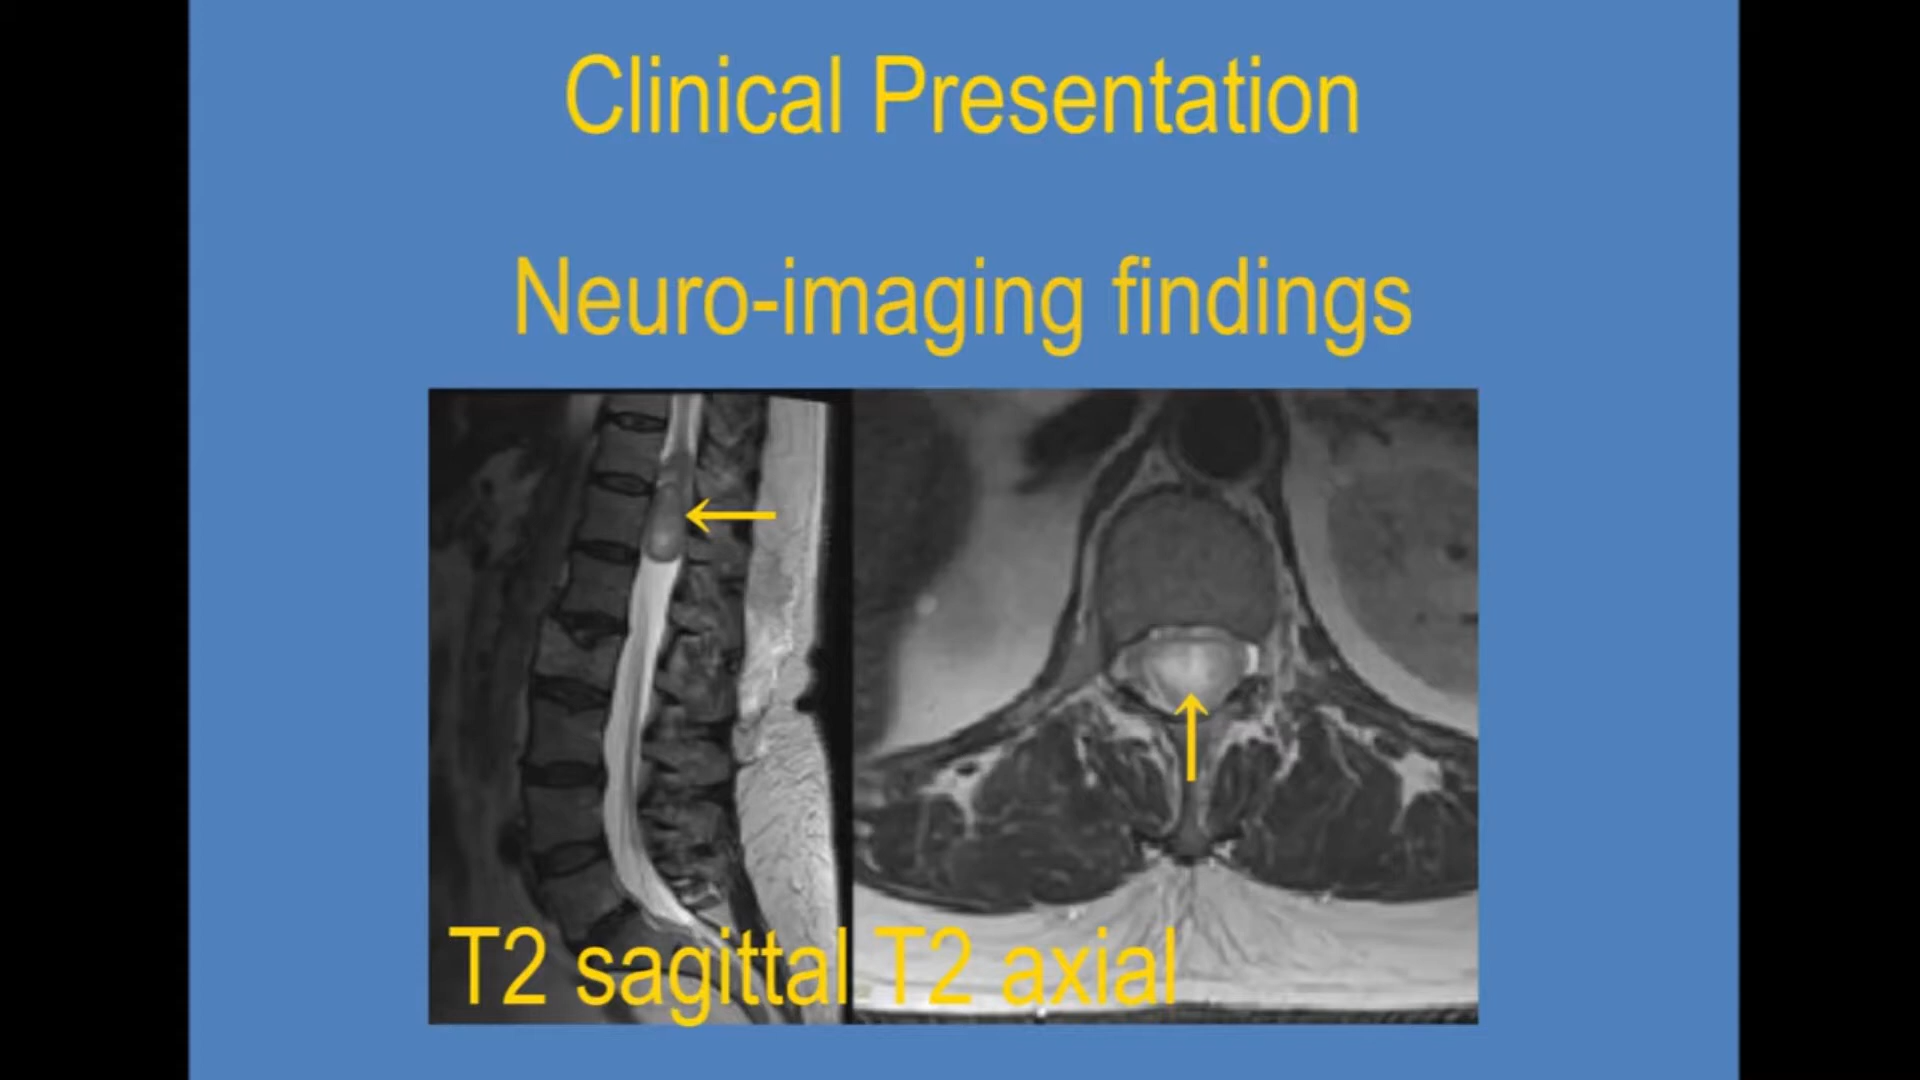 Clinical Presentation
Neuro-imaging findings
T2 sagittal T2 axial